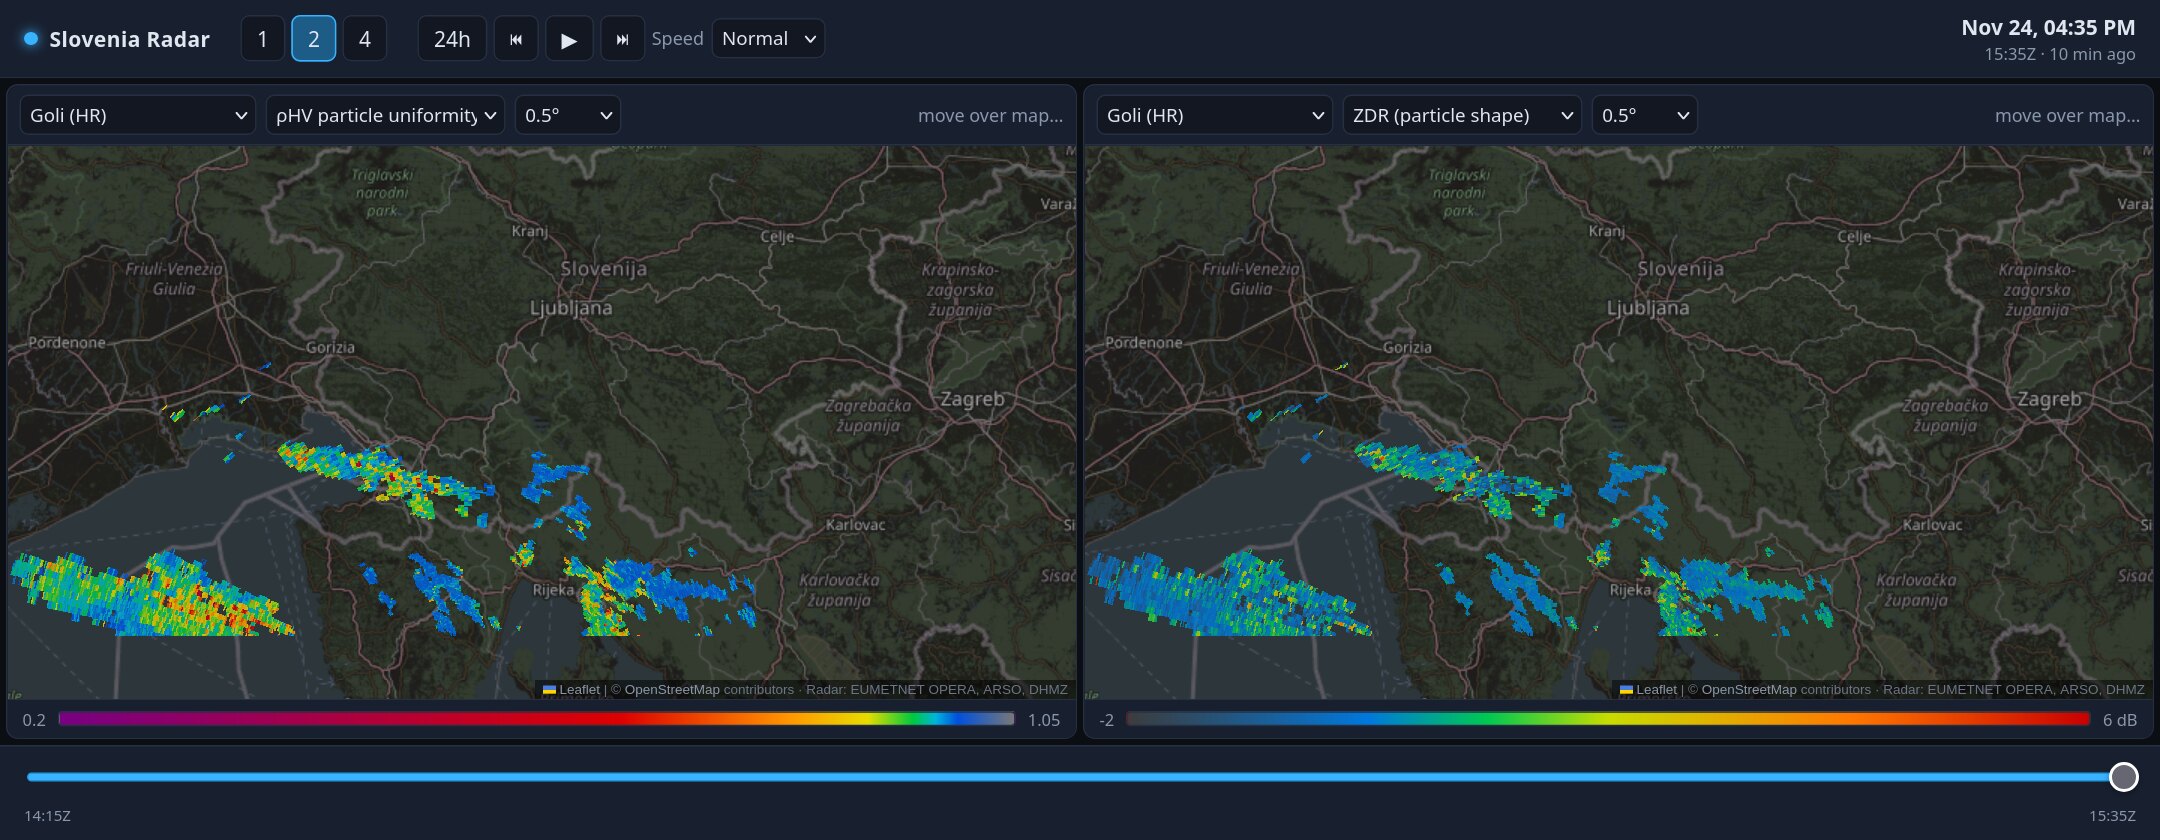 Slovenia Radar 1 2 4 24h ⏮ ▶ ⏭ Speed Normal
Nov 24, 04:35 PM
15:35Z · 10 min ago
Goli (HR) ρHV particle uniformity 0.5° move over map...
Triglavski
narodni
park
Kranj
Celje
Friuli-Venezia
Giulia
Slovenija
Ljubljana
Krapinsko-
zagorska
županija
Pordenone
Gorizia
Zagrebačka
županija
Zagreb
Karlovac
Rijeka
Karlovačka
županija
Leaflet | © OpenStreetMap contributors · Radar: EUMETNET OPERA, ARSO, DHMZ
0.2 1.05
Goli (HR) ZDR (particle shape) 0.5° move over map...
Triglavski
narodni
park
Kranj
Celje
Friuli-Venezia
Giulia
Slovenija
Ljubljana
Krapinsko-
zagorska
županija
Pordenone
Gorizia
Zagrebačka
županija
Zagreb
Karlovac
Rijeka
Karlovačka
županija
Leaflet | © OpenStreetMap contributors · Radar: EUMETNET OPERA, ARSO, DHMZ
-2 6 dB
14:15Z 15:35Z